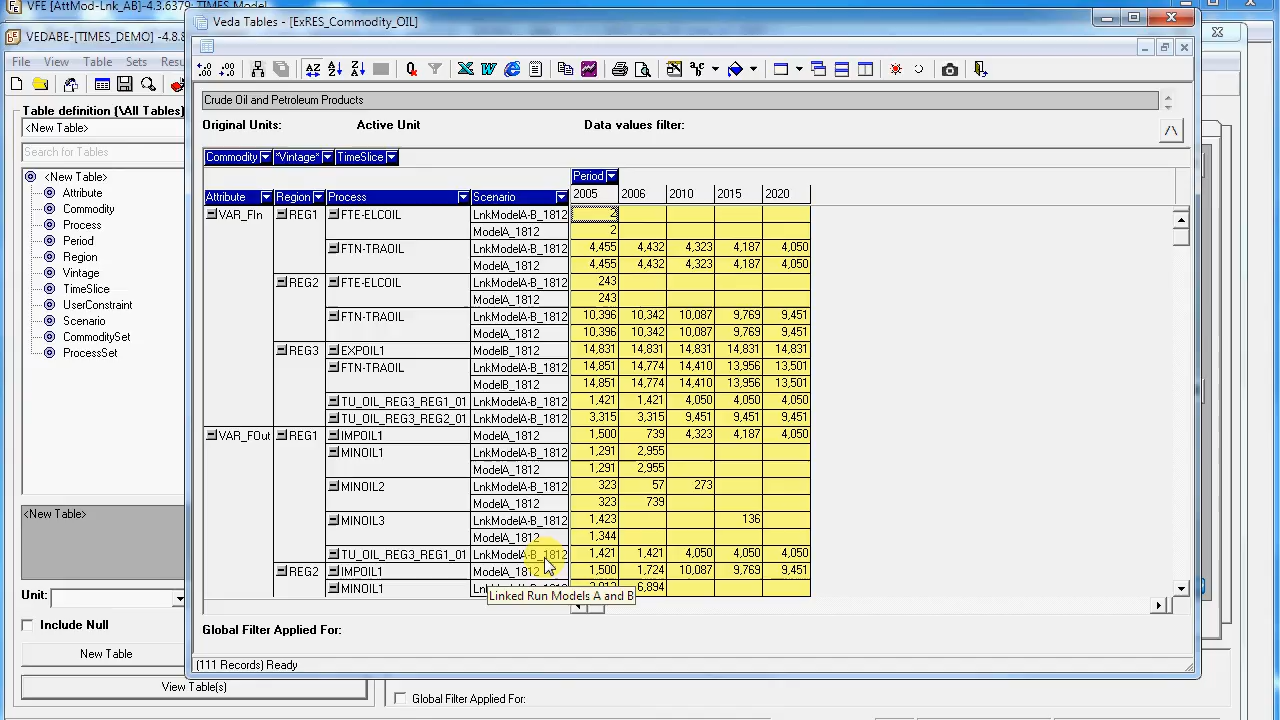 VFE [AttMod-Lnk_AB]-4.3.6379:
Veda Tables - [ExRES_Commodity_OIL]
VEDABE-[TIMES_DEMO] -4.8.
File View Table Sets Resu
Table definition (\All Tables)
<New Table>
Search for Tables
<New Table>
Attribute
Commodity
Process
Period
Region
Vintage
TimeSlice
UserConstraint
Scenario
CommoditySet
ProcessSet
<New Table>
Unit:
Include Null
New Table
View Table(s)
Crude Oil and Petroleum Products
Original Units: Active Unit Data values filter:
Commodity *Vintage* TimeSlice
Period
Attribute Region Process Scenario 2005 2006 2010 2015 2020
VAR_FIn REG1 FTE-ELCOIL LnkModelA-B_1812 2
ModelA_1812 2
FTN-TRAOIL LnkModelA-B_1812 4,455 4,432 4,323 4,187 4,050
ModelA_1812 4,455 4,432 4,323 4,187 4,050
REG2 FTE-ELCOIL LnkModelA-B_1812 243
ModelA_1812 243
FTN-TRAOIL LnkModelA-B_1812 10,396 10,342 10,087 9,769 9,451
ModelA_1812 10,396 10,342 10,087 9,769 9,451
REG3 EXPOIL1 ModelB_1812 14,831 14,831 14,831 14,831 14,831
FTN-TRAOIL LnkModelA-B_1812 14,851 14,774 14,410 13,956 13,501
ModelB_1812 14,851 14,774 14,410 13,956 13,501
TU_OIL_REG3_REG1_01 LnkModelA-B_1812 1,421 1,421 4,050 4,050 4,050
TU_OIL_REG3_REG2_01 LnkModelA-B_1812 3,315 3,315 9,451 9,451 9,451
VAR_FOut REG1 IMPOIL1 ModelA_1812 1,500 739 4,323 4,187 4,050
MINOIL1 LnkModelA-B_1812 1,291 2,955
ModelA_1812 1,291 2,955
MINOIL2 LnkModelA-B_1812 323 57 273
ModelA_1812 323 739
MINOIL3 LnkModelA-B_1812 1,423 136
ModelA_1812 1,344
TU_OIL_REG3_REG1_01 LnkModelA-B_1812 1,421 1,421 4,050 4,050 4,050
REG2 IMPOIL1 ModelA_1812 1,500 1,724 10,087 9,769 9,451
MINOIL1 6,894
Linked Run Models A and B
Global Filter Applied For:
(111 Records) Ready
Global Filter Applied For: